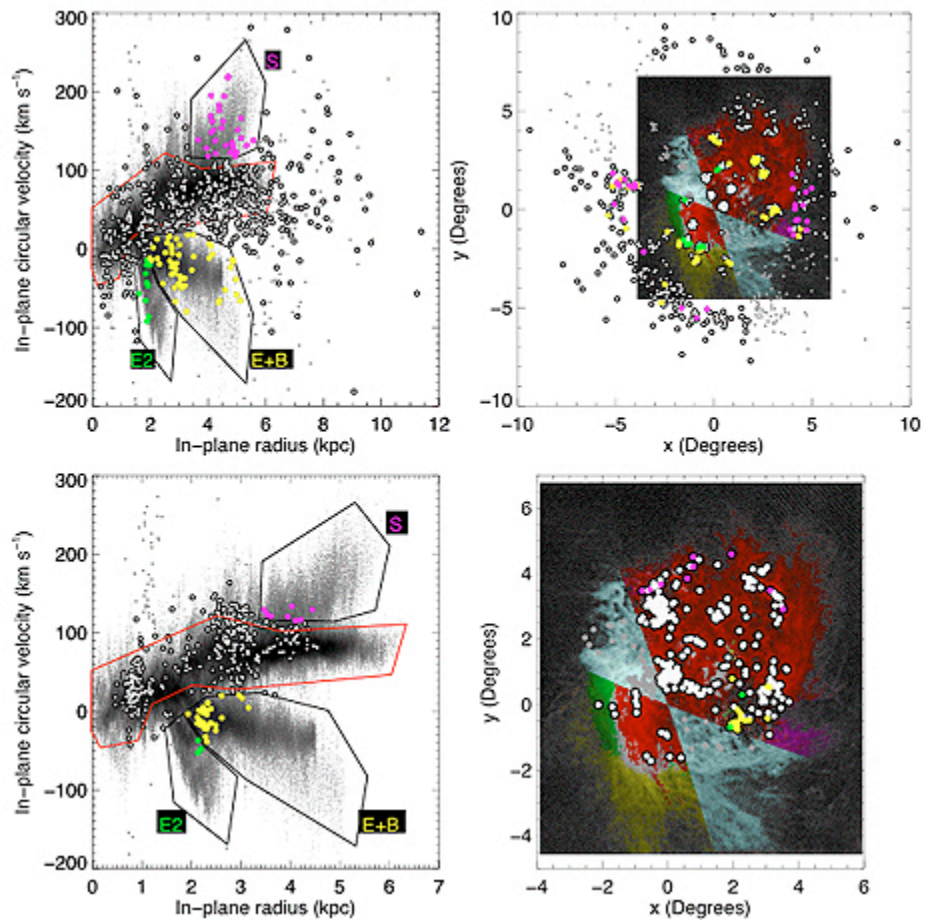 300
200
100
0
−100
−200
0 2 4 6 8 10 12
In−plane radius (kpc)
In−plane circular velocity (km s⁻¹)
S
E2
E+B
10
5
0
−5
−10
−10 −5 0 5 10
x (Degrees)
y (Degrees)
300
200
100
0
−100
−200
0 1 2 3 4 5 6 7
In−plane radius (kpc)
In−plane circular velocity (km s⁻¹)
S
E2
E+B
6
4
2
0
−2
−4
−4 −2 0 2 4 6
x (Degrees)
y (Degrees)